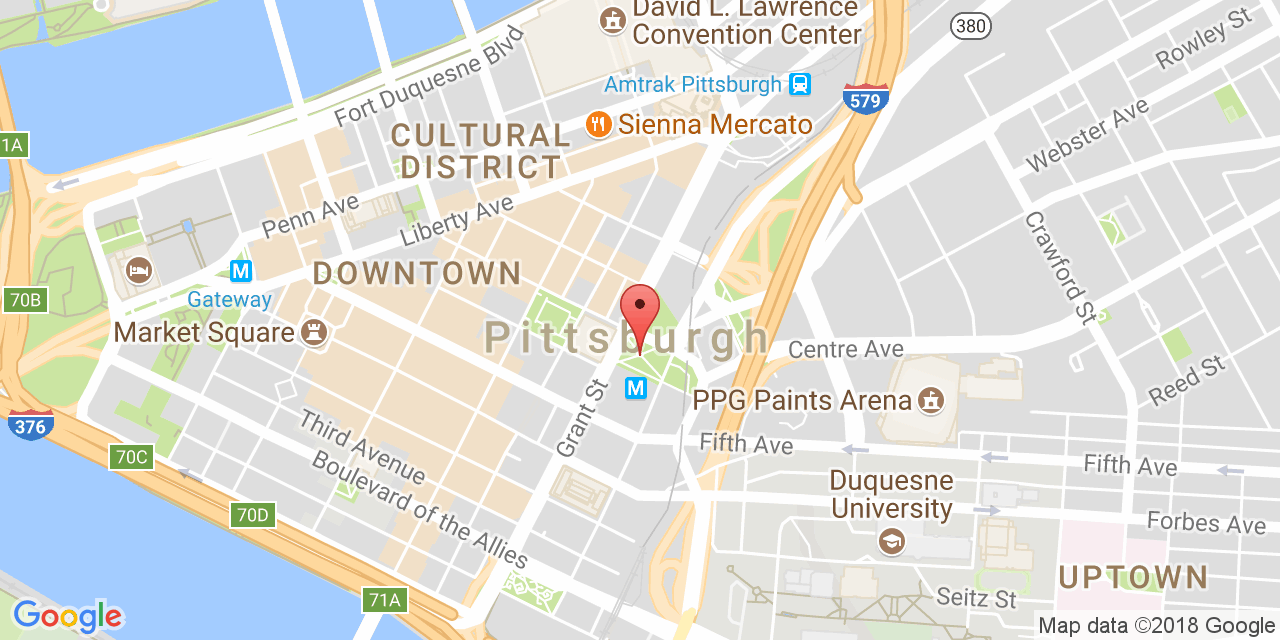 David L. Lawrence
Convention Center
380
Rowley St
Fort Duquesne Blvd
Amtrak Pittsburgh
579
Sienna Mercato
Webster Ave
1A
CULTURAL
DISTRICT
Penn Ave
Liberty Ave
Crawford St
M
Gateway
DOWNTOWN
70B
Market Square
Pittsburgh
Centre Ave
M
Reed St
PPG Paints Arena
Grant St
376
Third Avenue
Fifth Ave
70C
Fifth Ave
Boulevard of the Allies
Duquesne
University
70D
Forbes Ave
UPTOWN
71A
Seitz St
Google
Map data ©2018 Google